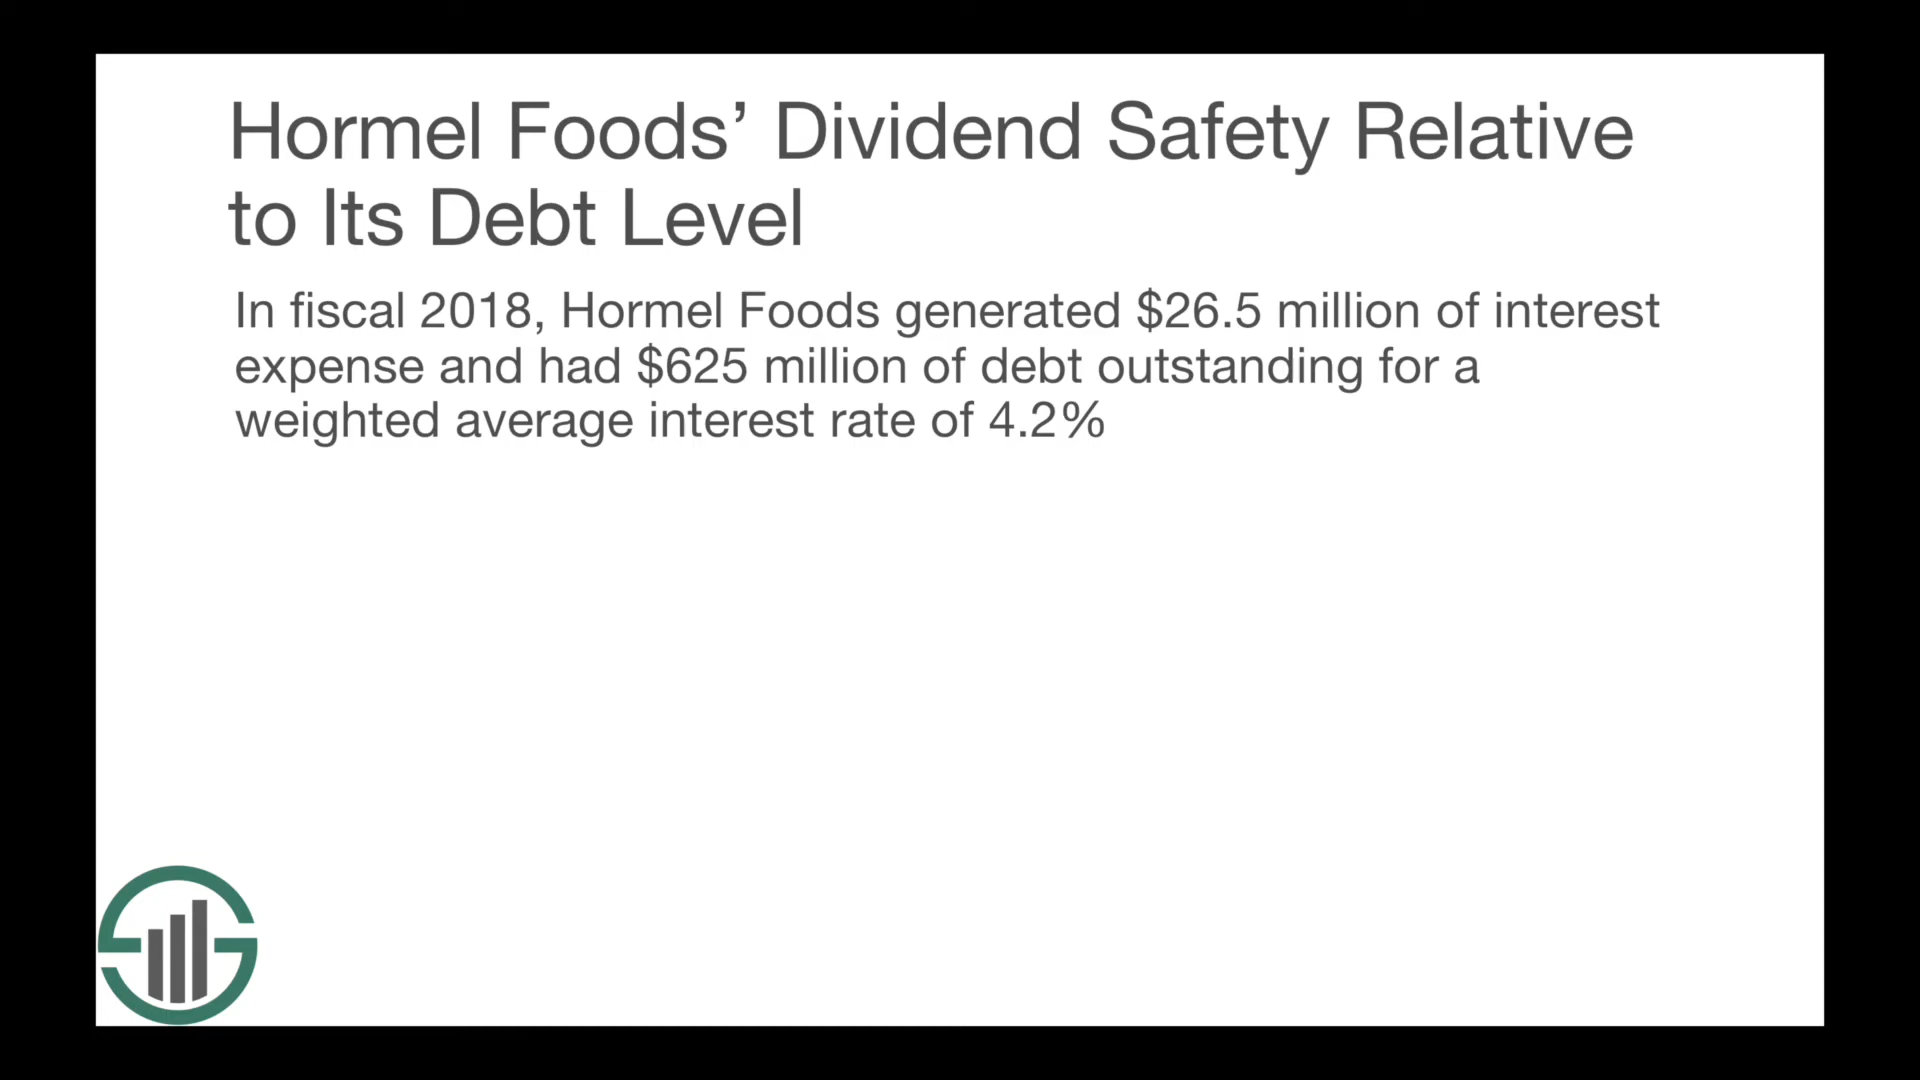 Hormel Foods’ Dividend Safety Relative
to Its Debt Level
In fiscal 2018, Hormel Foods generated $26.5 million of interest
expense and had $625 million of debt outstanding for a
weighted average interest rate of 4.2%